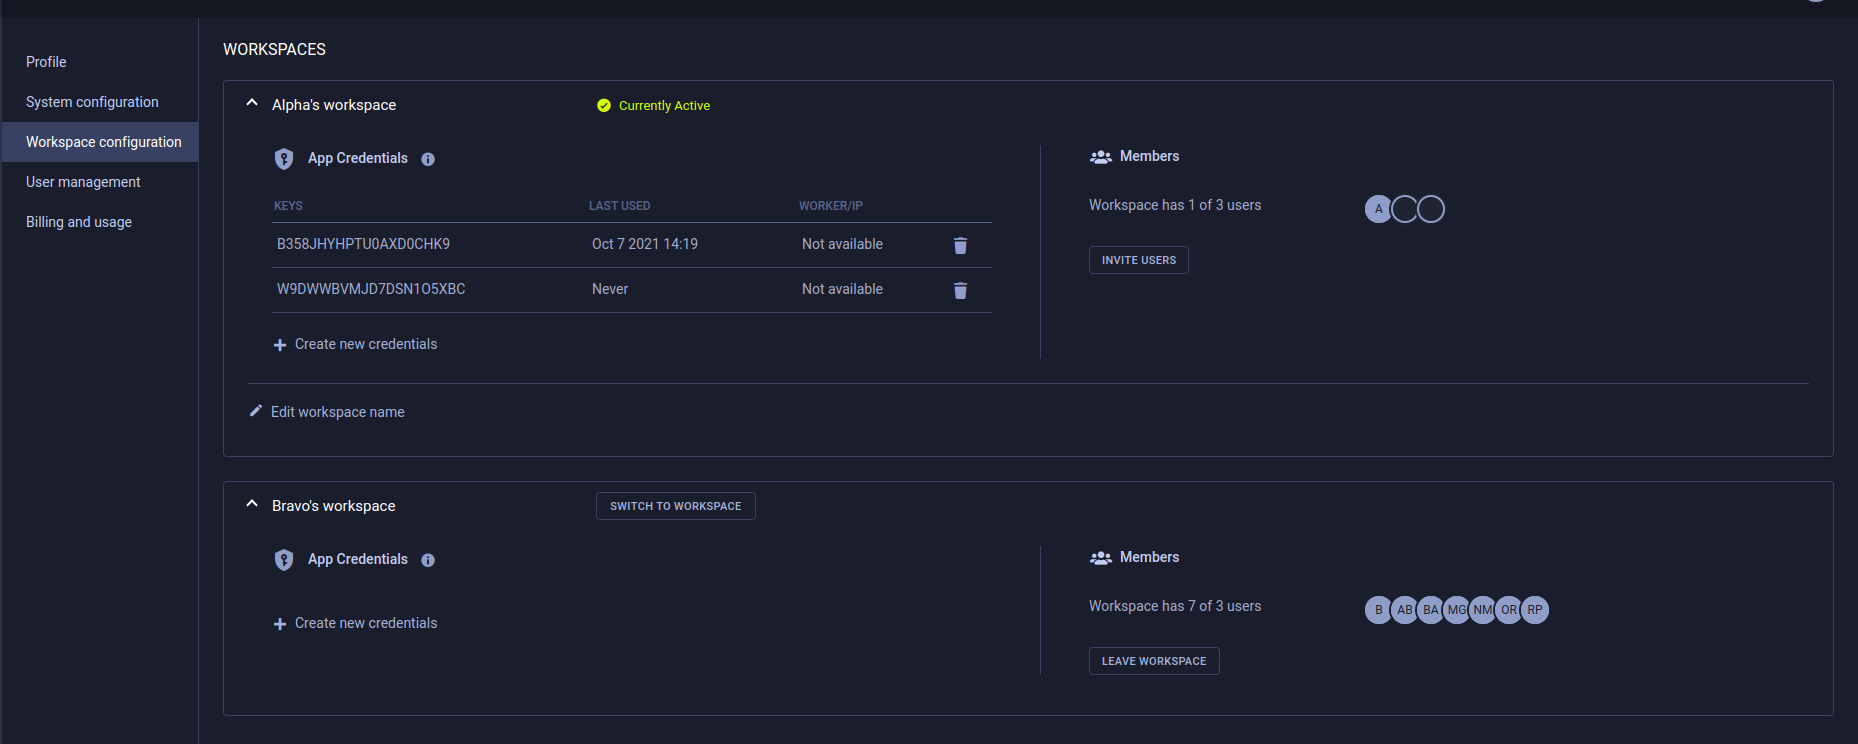 Profile
System configuration
Workspace configuration
User management
Billing and usage
WORKSPACES
Alpha's workspace
Currently Active
App Credentials
KEYS LAST USED WORKER/IP
B358JHYHPTU0AXD0CHK9 Oct 7 2021 14:19 Not available
W9DWWBVMJD7DSN1O5XBC Never Not available
Create new credentials
Members
Workspace has 1 of 3 users
A
INVITE USERS
Edit workspace name
Bravo's workspace
SWITCH TO WORKSPACE
App Credentials
Create new credentials
Members
Workspace has 7 of 3 users
B AB BA MG NM OR RP
LEAVE WORKSPACE